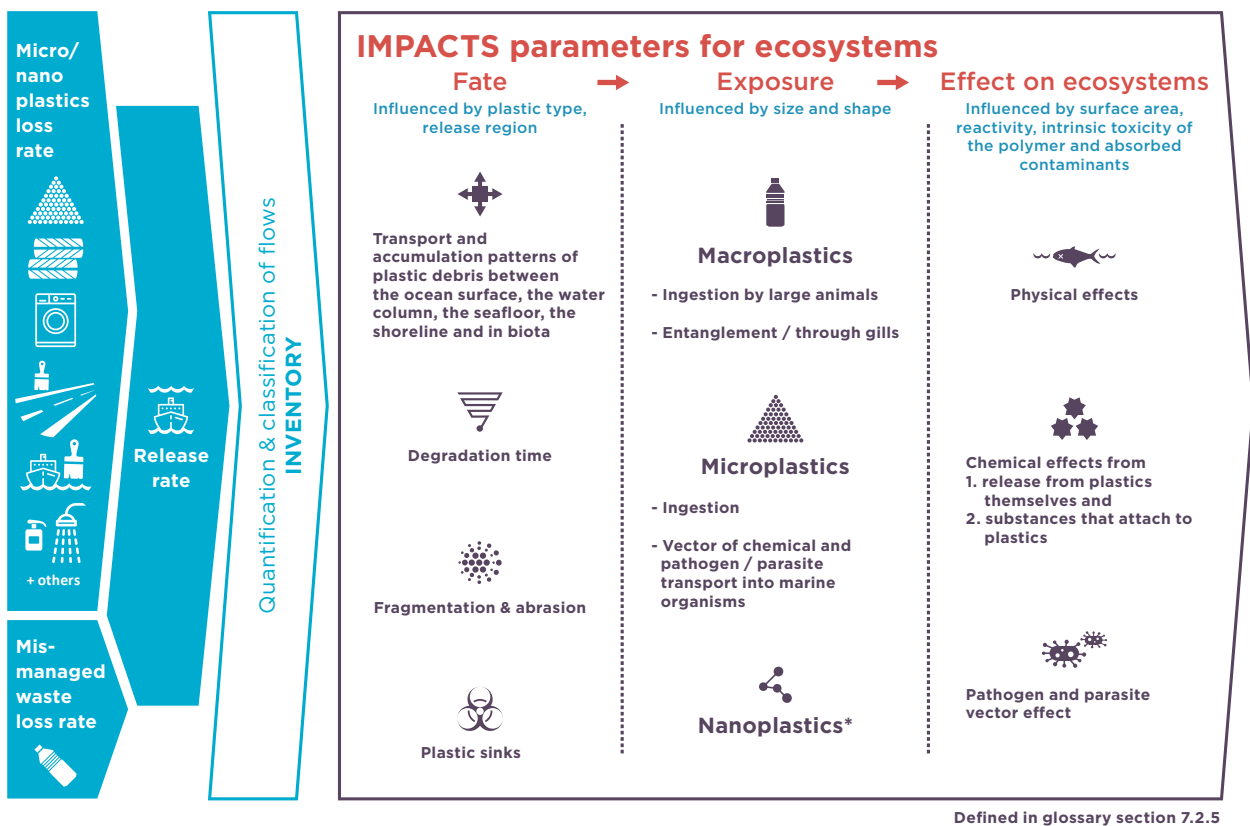 Micro/
nano
plastics
loss
rate
+ others
Mis-
managed
waste
loss rate
Release
rate
Quantification & classification of flows
INVENTORY
IMPACTS parameters for ecosystems
Fate
Influenced by plastic type,
release region
Transport and
accumulation patterns of
plastic debris between
the ocean surface, the water
column, the seafloor, the
shoreline and in biota
Degradation time
Fragmentation & abrasion
Plastic sinks
Exposure
Influenced by size and shape
Macroplastics
- Ingestion by large animals
- Entanglement / through gills
Microplastics
- Ingestion
- Vector of chemical and
pathogen / parasite
transport into marine
organisms
Nanoplastics*
Effect on ecosystems
Influenced by surface area,
reactivity, intrinsic toxicity of
the polymer and absorbed
contaminants
Physical effects
Chemical effects from
1. release from plastics
themselves and
2. substances that attach to
plastics
Pathogen and parasite
vector effect
Defined in glossary section 7.2.5